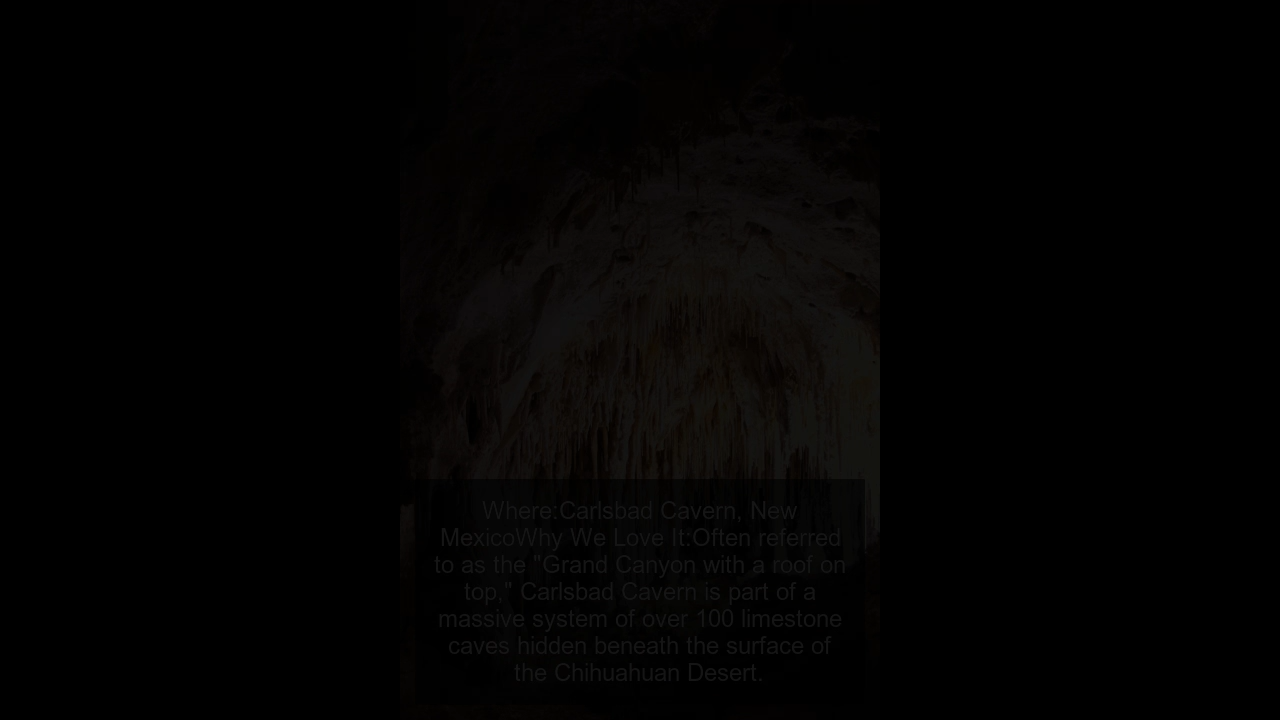 Where:Carlsbad Cavern, New
MexicoWhy We Love It:Often referred
to as the "Grand Canyon with a roof on
top," Carlsbad Cavern is part of a
massive system of over 100 limestone
caves hidden beneath the surface of
the Chihuahuan Desert.